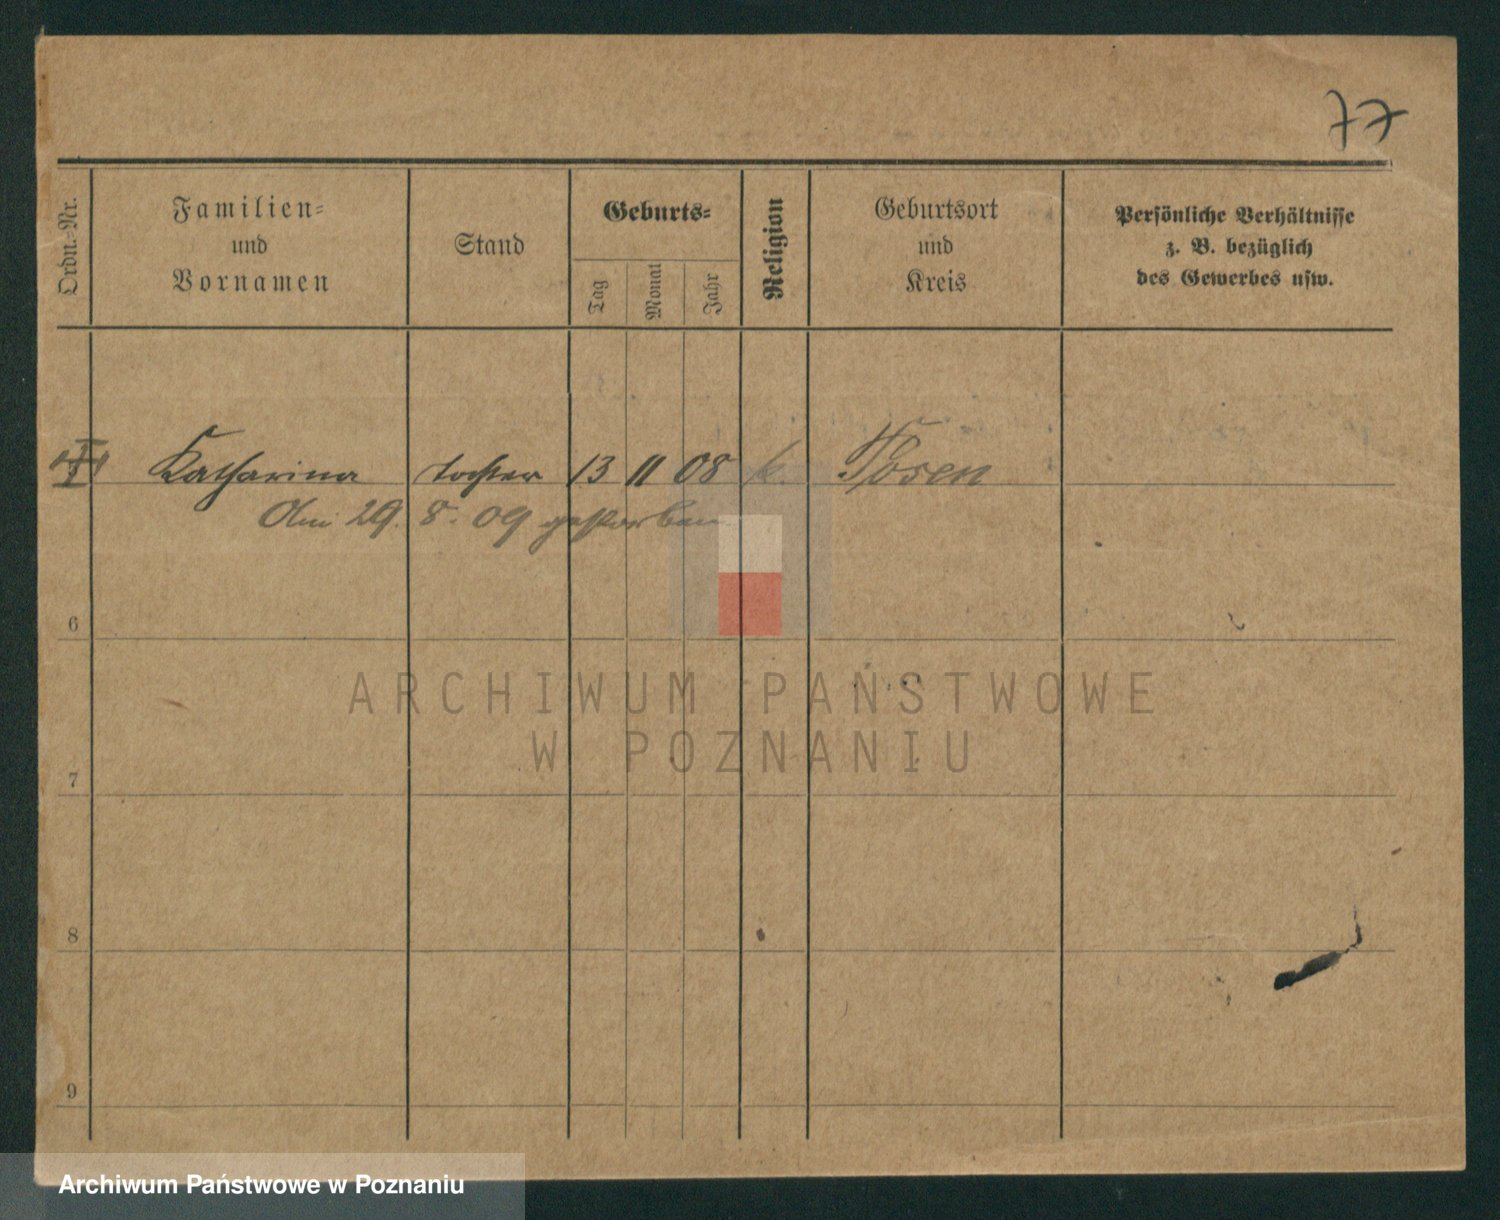 77
Ordn.-Nr.
Familien-
und
Vornamen
Stand
Geburts-
Tag
Monat
Jahr
Religion
Geburtsort
und
Kreis
Persönliche Verhältnisse
z. B. bezüglich
des Gewerbes usw.
Katharina tochter 13 11 08 k. Posen
Am 29. 8. 09 gestorben
6
7
8
9
ARCHIWUM PAŃSTWOWE
W POZNANIU
Archiwum Państwowe w Poznaniu